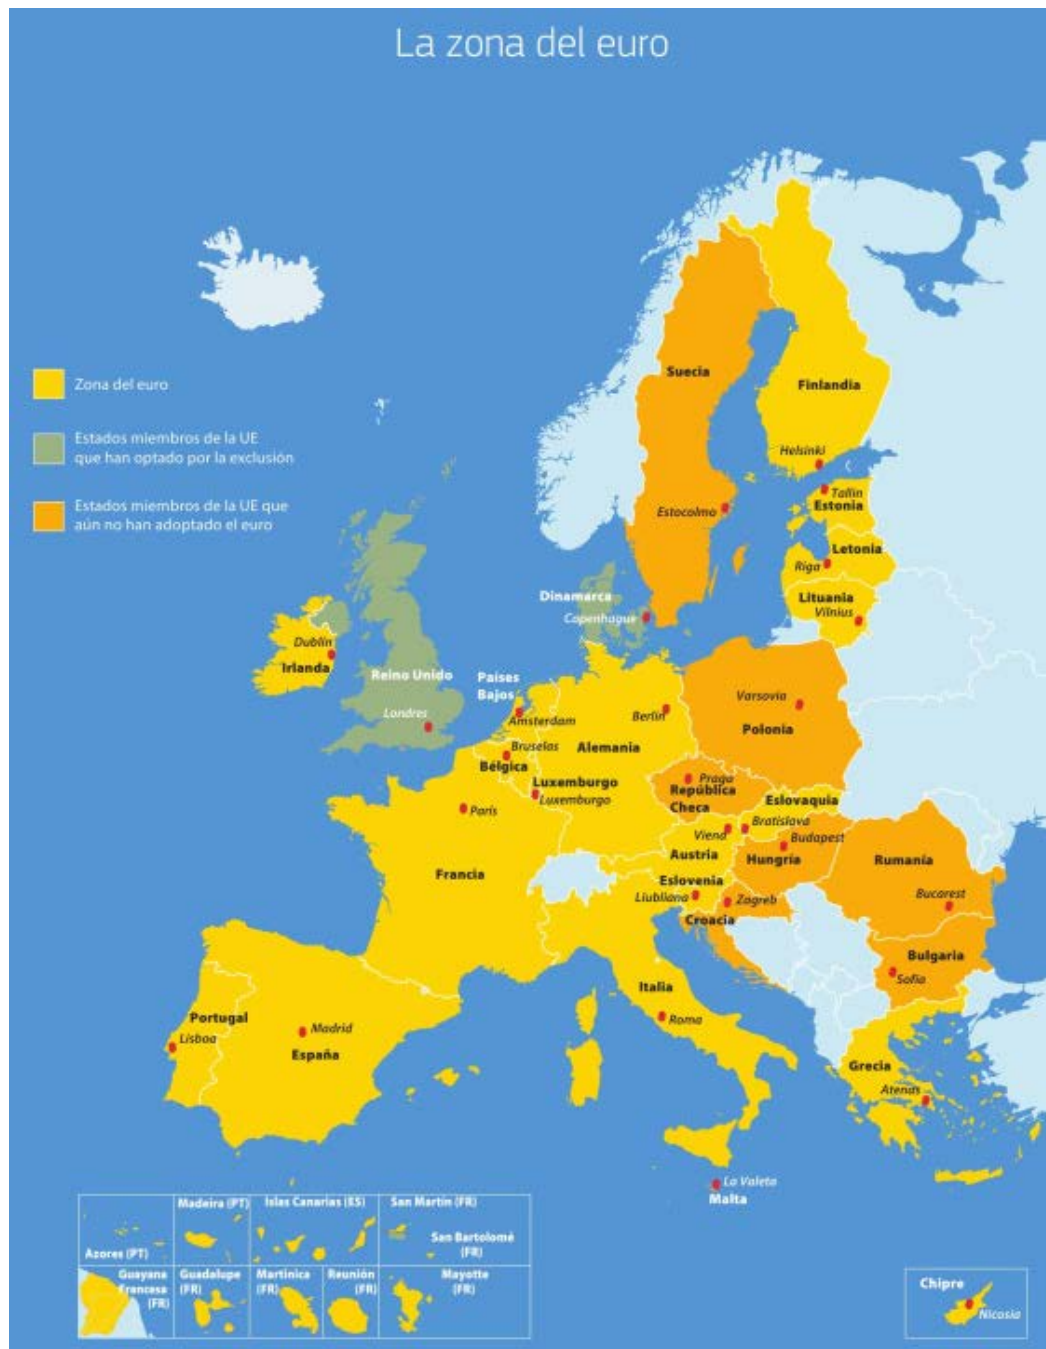 La zona del euro
Zona del euro
Estados miembros de la UE
que han optado por la exclusión
Estados miembros de la UE que
aún no han adoptado el euro
Suecia
Finlandia
Helsinki
Tallin
Estonia
Estocolmo
Letonia
Riga
Lituania
Vilnius
Dinamarca
Copenhague
Dublín
Irlanda
Reino Unido
Londres
Países
Bajos
Amsterdam
Berlín
Varsovia
Polonia
Alemania
Bruselas
Bélgica
Luxemburgo
Luxemburgo
Praga
República
Checa
Eslovaquia
París
Bratislava
Viena
Budapest
Austria
Hungría
Rumanía
Francia
Eslovenia
Liubliana
Zagreb
Bucarest
Croacia
Bulgaria
Sofía
Italia
Roma
Portugal
Lisboa
Madrid
España
Grecia
Atenas
La Valeta
Malta
Azores (PT)
Madeira (PT)
Islas Canarias (ES)
San Martín (FR)
San Bartolomé
(FR)
Guayana
Francesa
(FR)
Guadalupe
(FR)
Martinica
(FR)
Reunión
(FR)
Mayotte
(FR)
Chipre
Nicosia